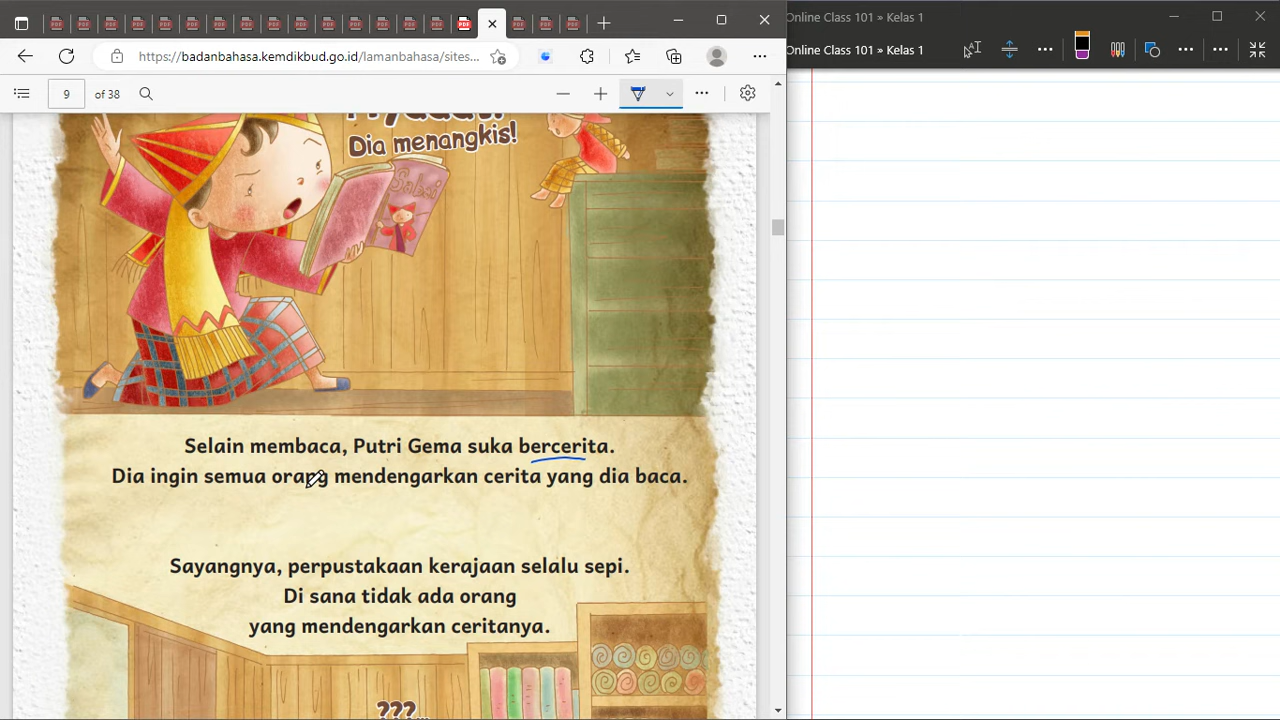 https://badanbahasa.kemdikbud.go.id/lamanbahasa/sites...
Online Class 101 » Kelas 1
Online Class 101 » Kelas 1
9 of 38
Dia menangkis!
Sabai
Selain membaca, Putri Gema suka bercerita.
Dia ingin semua orang mendengarkan cerita yang dia baca.
Sayangnya, perpustakaan kerajaan selalu sepi.
Di sana tidak ada orang
yang mendengarkan ceritanya.
???